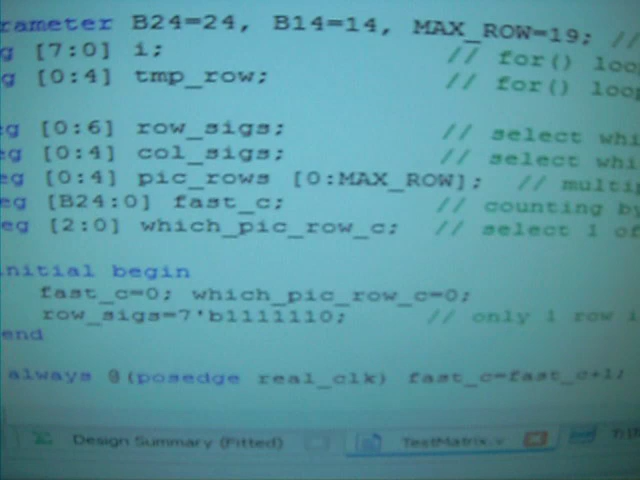 rameter B24=24, B14=14, MAX_ROW=19; //
g [7:0] i; // for() loo
g [0:4] tmp_row; // for() loop
eg [0:6] row_sigs; // select whi
eg [0:4] col_sigs; // select whi
eg [0:4] pic_rows [0:MAX_ROW]; // multi
eg [B24:0] fast_c; // counting by
eg [2:0] which_pic_row_c; // select 1 of
initial begin
fast_c=0; which_pic_row_c=0;
row_sigs=7'b1111110; // only 1 row i
end
always @(posedge real_clk) fast_c=fast_c+1;
Design Summary (Fitted) TestMatrix.v